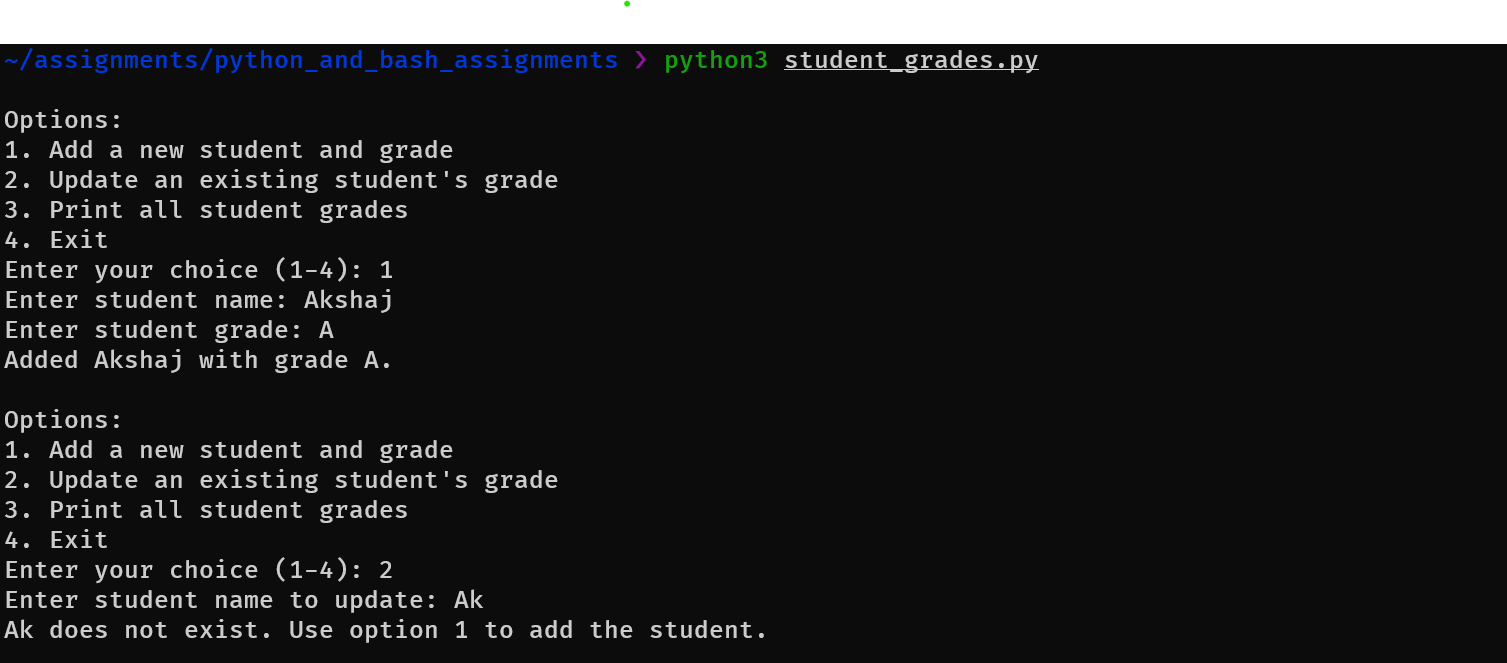 ~/assignments/python_and_bash_assignments ❯ python3 student_grades.py
Options:
1. Add a new student and grade
2. Update an existing student's grade
3. Print all student grades
4. Exit
Enter your choice (1-4): 1
Enter student name: Akshaj
Enter student grade: A
Added Akshaj with grade A.
Options:
1. Add a new student and grade
2. Update an existing student's grade
3. Print all student grades
4. Exit
Enter your choice (1-4): 2
Enter student name to update: Ak
Ak does not exist. Use option 1 to add the student.